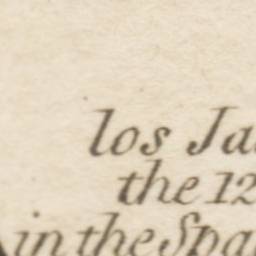 los Ja
the 12
in the Spa